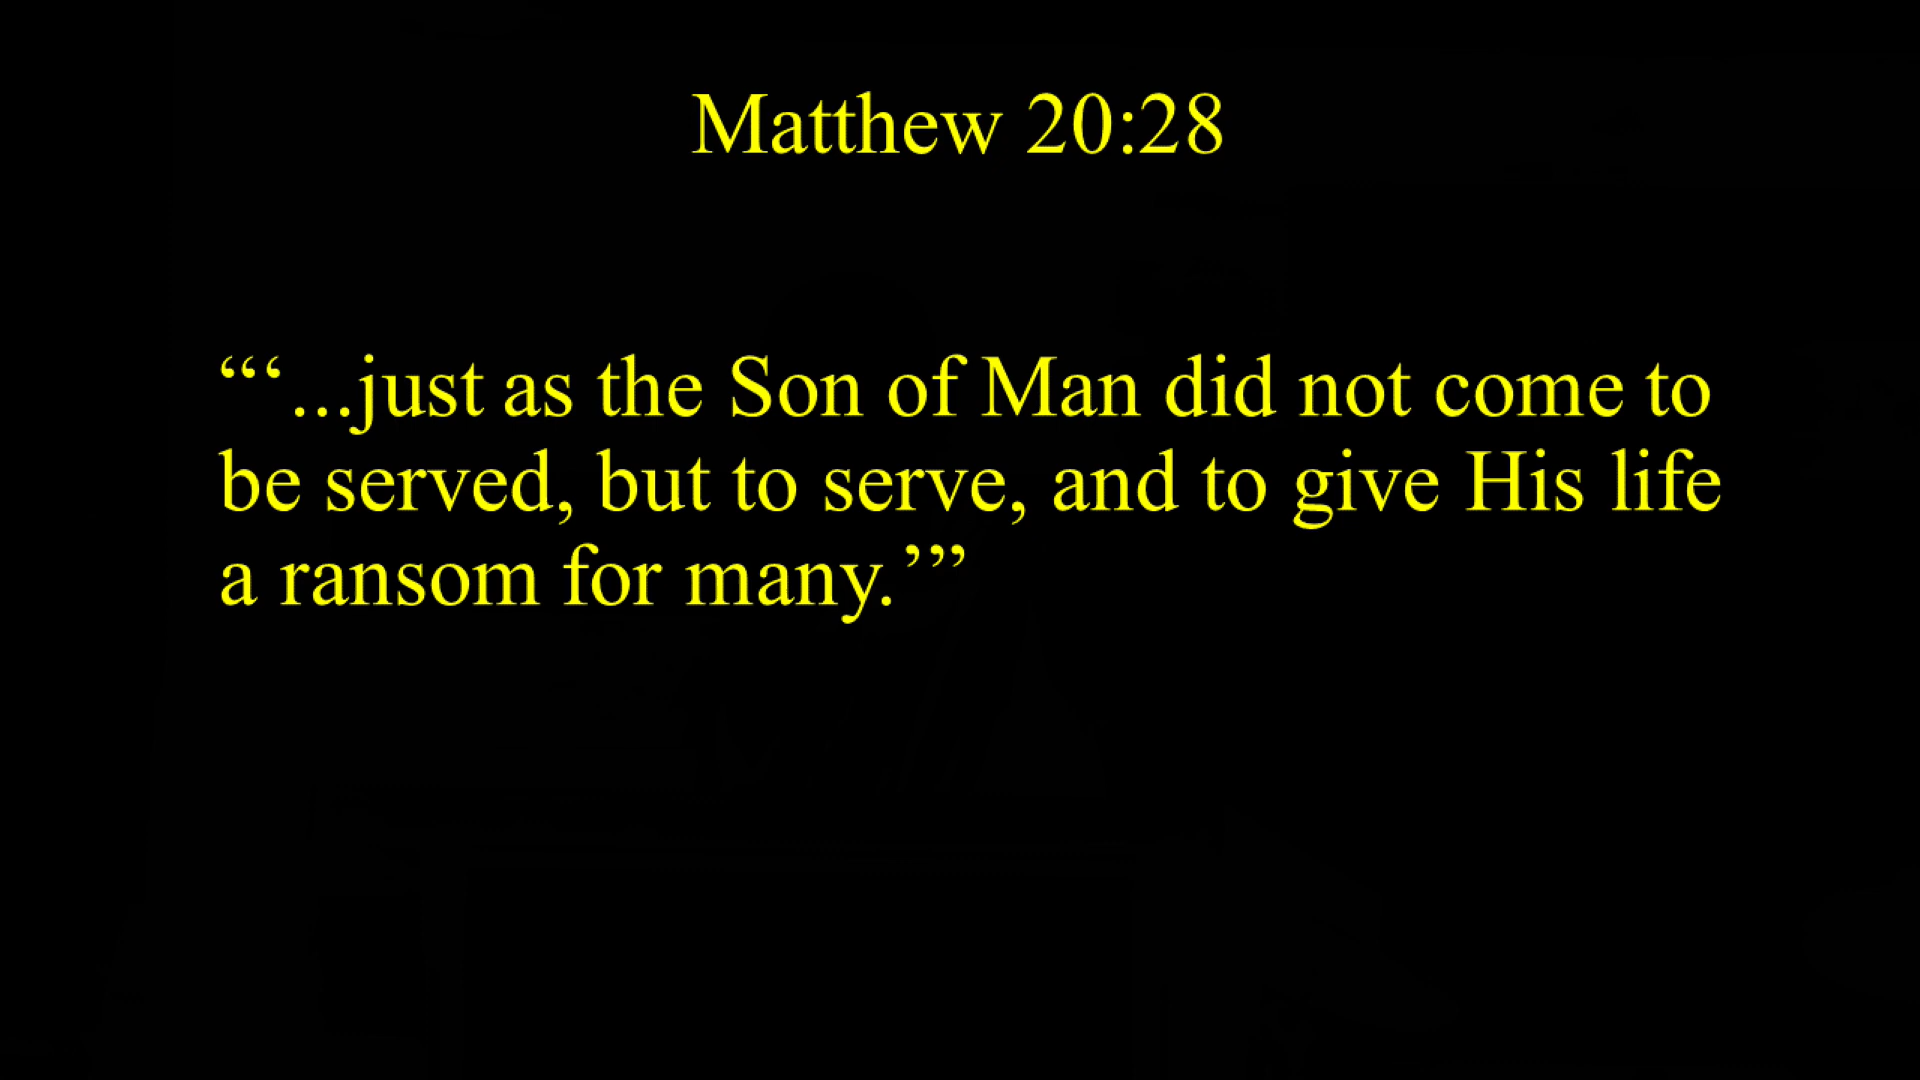 Matthew 20:28
“‘...just as the Son of Man did not come to
be served, but to serve, and to give His life
a ransom for many.’”